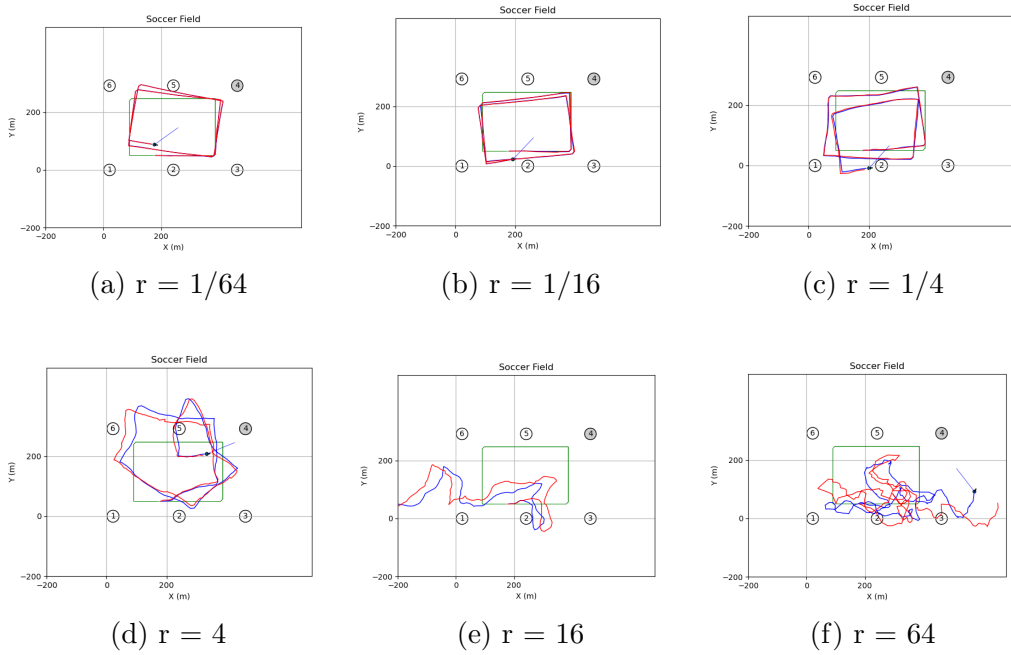 Soccer Field
6 5 4
200
Y (m)
0
1 2 3
−200
−200 0 200
X (m)
(a) r = 1/64
Soccer Field
6 5 4
200
Y (m)
0
1 2 3
−200
−200 0 200
X (m)
(b) r = 1/16
Soccer Field
6 5 4
200
Y (m)
0
1 2 3
−200
−200 0 200
X (m)
(c) r = 1/4
Soccer Field
6 5 4
200
Y (m)
0
1 2 3
−200
−200 0 200
X (m)
(d) r = 4
Soccer Field
6 5 4
200
Y (m)
0
1 2 3
−200
−200 0 200
X (m)
(e) r = 16
Soccer Field
6 5 4
200
Y (m)
0
1 2 3
−200
−200 0 200
X (m)
(f) r = 64